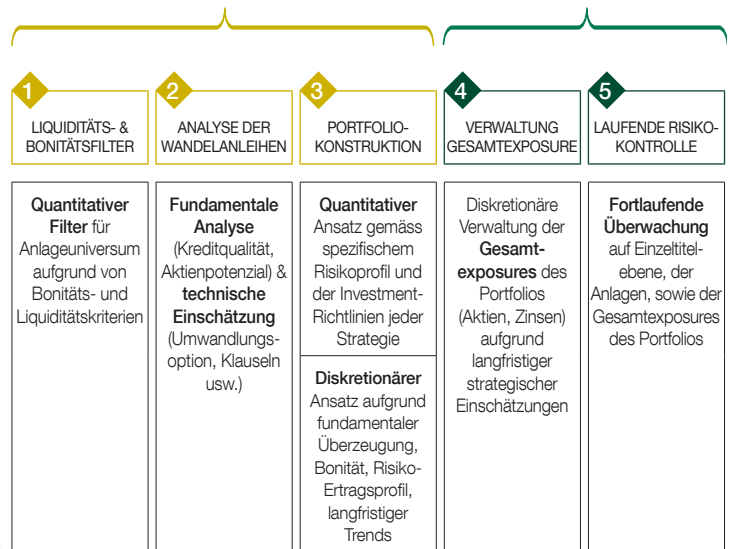 1
LIQUIDITÄTS- &
BONITÄTSFILTER
2
ANALYSE DER
WANDELANLEIHEN
3
PORTFOLIO-
KONSTRUKTION
4
VERWALTUNG
GESAMTEXPOSURE
5
LAUFENDE RISIKO-
KONTROLLE
Quantitativer
Filter für
Anlageuniversum
aufgrund von
Bonitäts- und
Liquiditätskriterien
Fundamentale
Analyse
(Kreditqualität,
Aktienpotenzial) &
technische
Einschätzung
(Umwandlungs-
option, Klauseln
usw.)
Quantitativer
Ansatz gemäss
spezifischem
Risikoprofil und
der Investment-
Richtlinien jeder
Strategie
Diskretionärer
Ansatz aufgrund
fundamentaler
Überzeugung,
Bonität, Risiko-
Ertragsprofil,
langfristiger
Trends
Diskretionäre
Verwaltung der
Gesamt-
exposures des
Portfolios
(Aktien, Zinsen)
aufgrund
langfristiger
strategischer
Einschätzungen
Fortlaufende
Überwachung
auf Einzeltitel-
ebene, der
Anlagen, sowie der
Gesamtexposures
des Portfolios